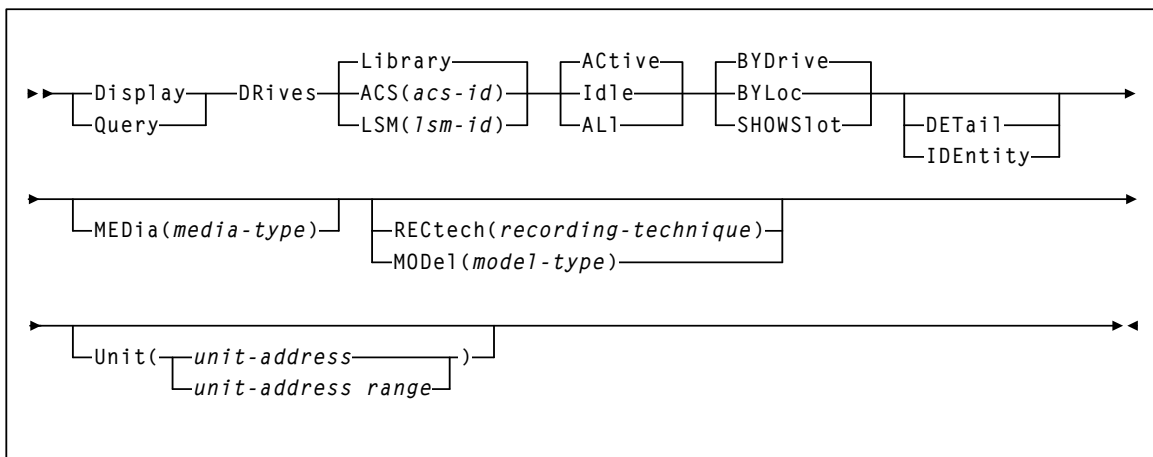 Library ACtive BYDrive
Display DRives ACS(acs-id) Idle BYLoc
Query LSM(lsm-id) ALl SHOWSlot DETail
IDEntity
MEDia(media-type) RECtech(recording-technique)
MODel(model-type)
Unit( unit-address )
unit-address range